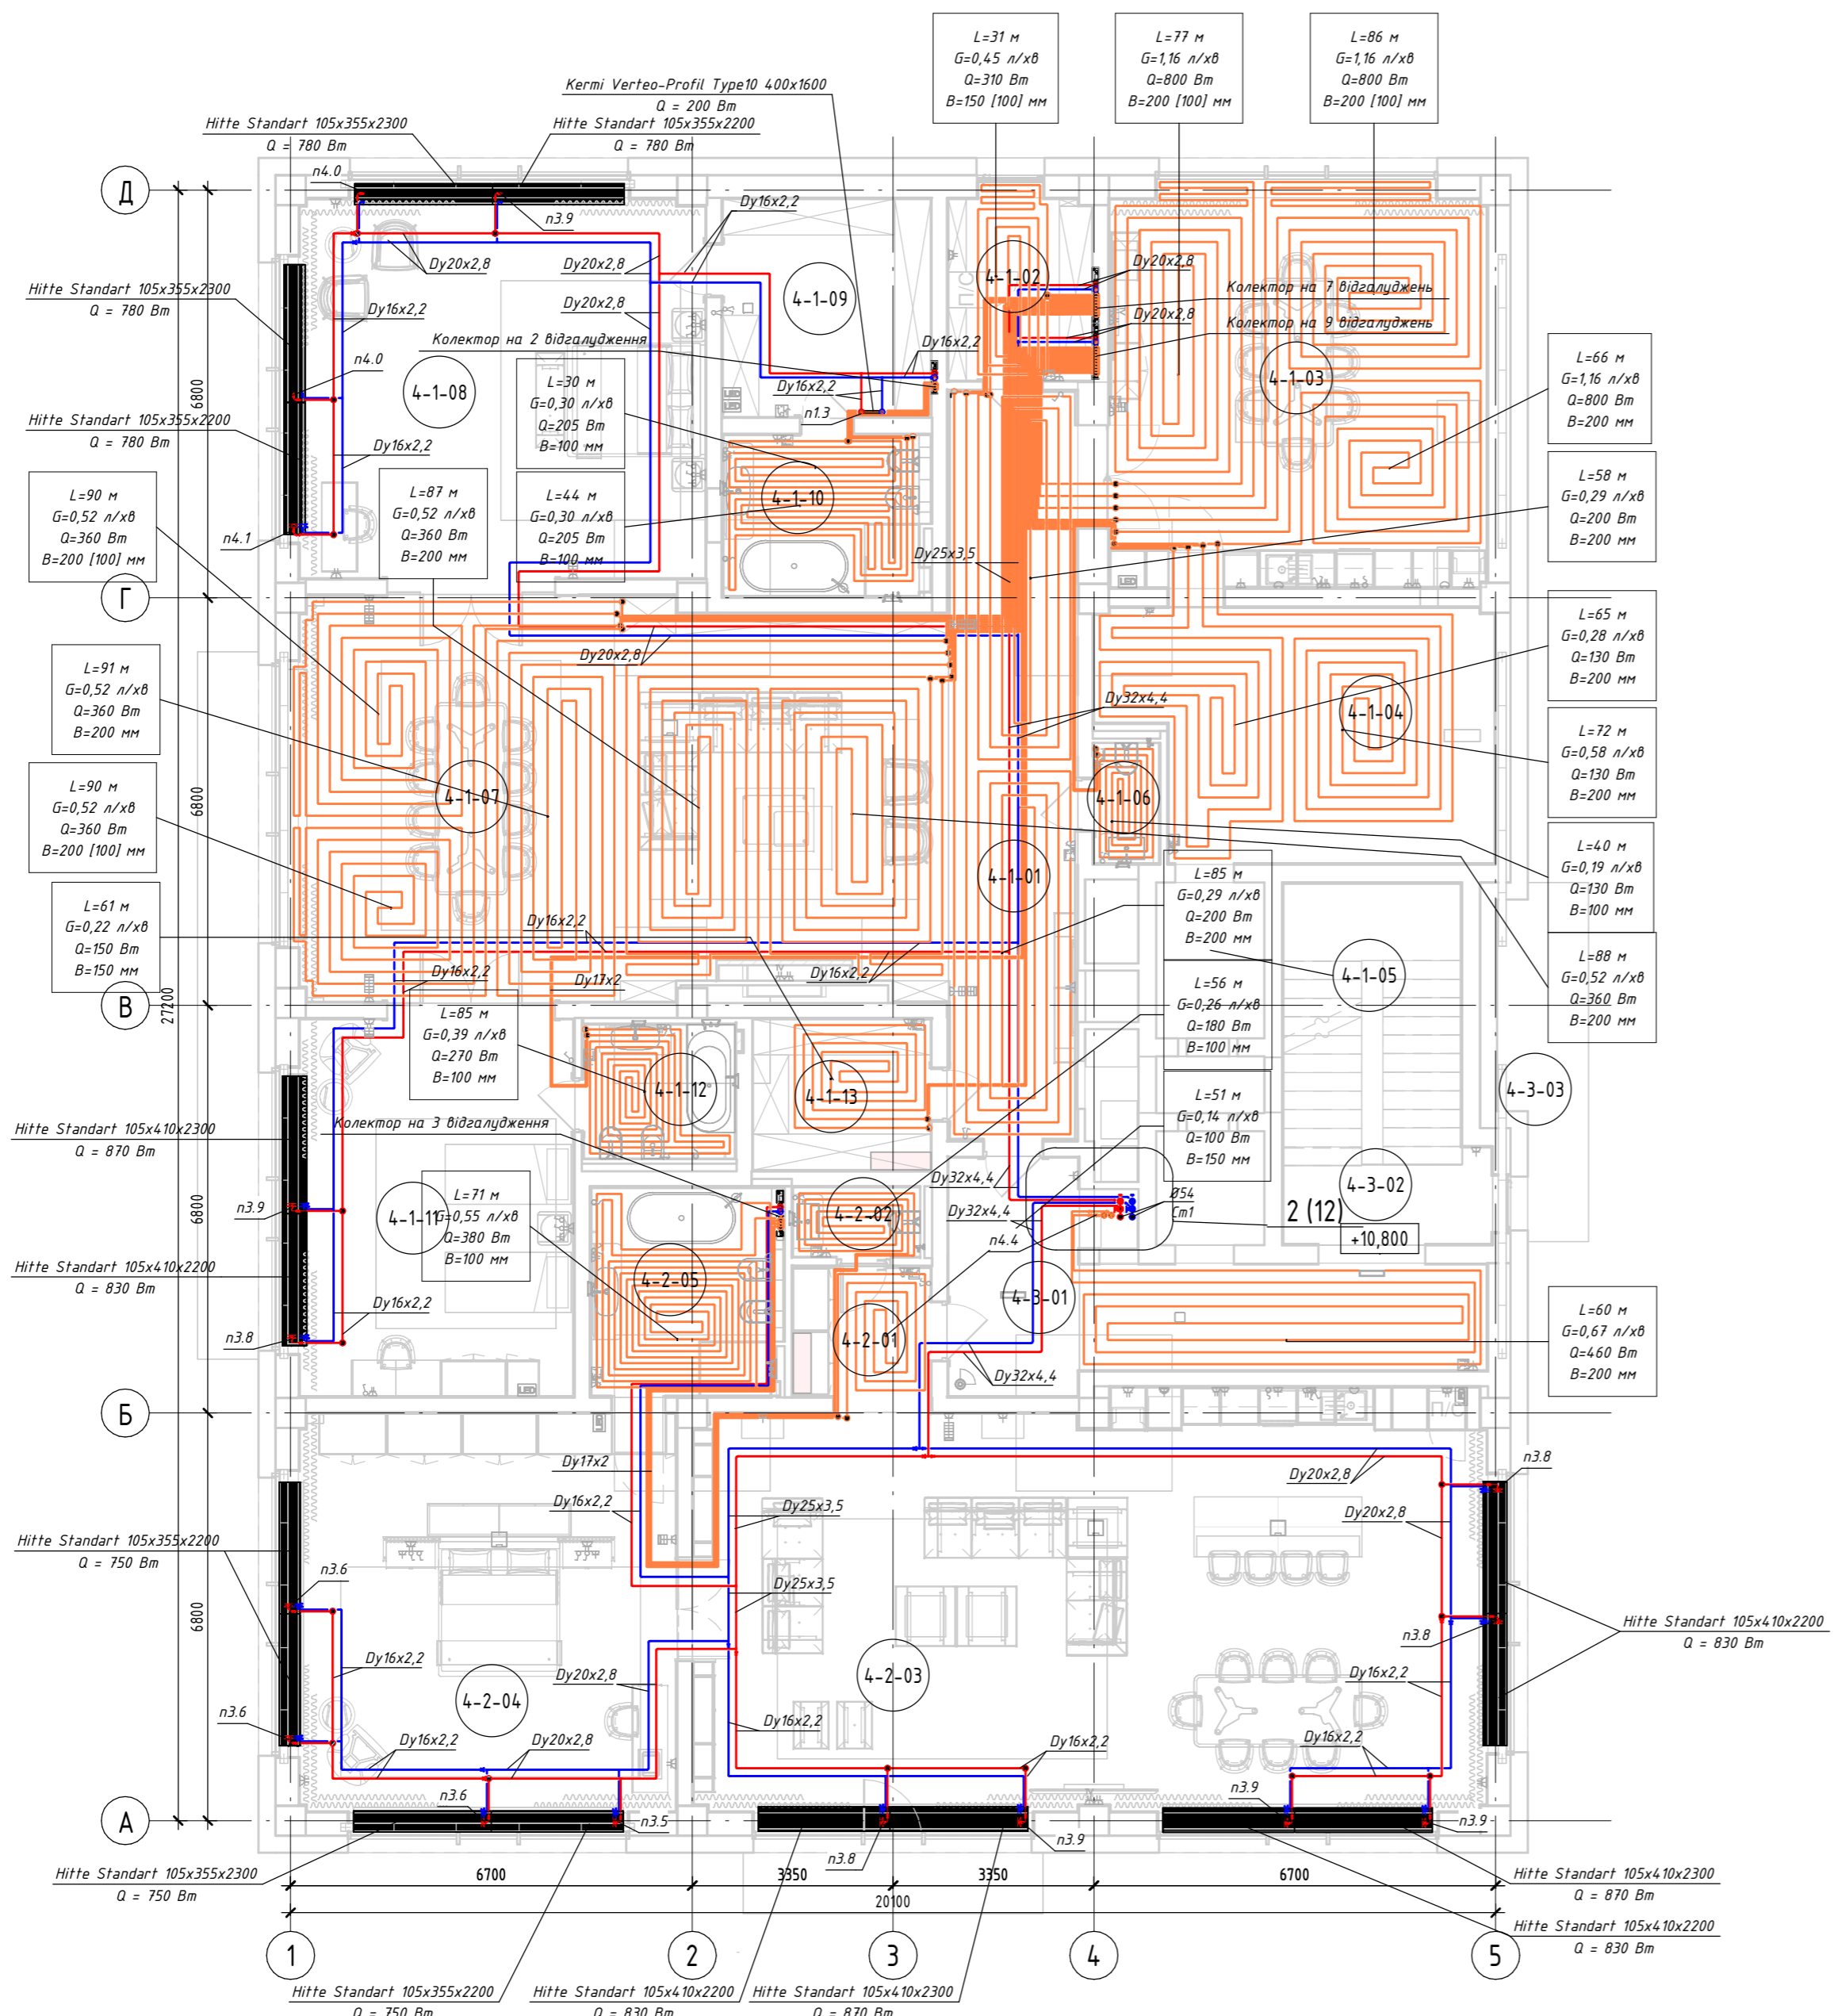 L=31 м
G=0,45 л/хв
Q=310 Вт
B=150 [100] мм
L=77 м
G=1,16 л/хв
Q=800 Вт
B=200 [100] мм
L=86 м
G=1,16 л/хв
Q=800 Вт
B=200 [100] мм
Kermi Verteo-Profil Type10 400x1600
Q = 200 Вт
Hitte Standart 105x355x2300
Q = 780 Вт
Hitte Standart 105x355x2200
Q = 780 Вт
Д
n4.0
n3.9
Dy16x2,2
Dy20x2,8
Dy20x2,8
Dy20x2,8
4-1-09
4-1-02
Dy20x2,8
Колектор на 7 відгалуджень
Dy20x2,8
Колектор на 9 відгалуджень
Hitte Standart 105x355x2300
Q = 780 Вт
Dy16x2,2
Колектор на 2 відгалудження
Dy16x2,2
Dy16x2,2
n1.3
n4.0
4-1-08
4-1-03
6800
L=30 м
G=0,30 л/хв
Q=205 Вт
B=100 мм
L=66 м
G=1,16 л/хв
Q=800 Вт
B=200 мм
Hitte Standart 105x355x2200
Q = 780 Вт
Dy16x2,2
L=90 м
G=0,52 л/хв
Q=360 Вт
B=200 [100] мм
n4.1
L=87 м
G=0,52 л/хв
Q=360 Вт
B=200 мм
L=44 м
G=0,30 л/хв
Q=205 Вт
B=100 мм
4-1-10
Dy25x3,5
L=58 м
G=0,29 л/хв
Q=200 Вт
B=200 мм
Г
Dy20x2,8
L=65 м
G=0,28 л/хв
Q=130 Вт
B=200 мм
L=91 м
G=0,52 л/хв
Q=360 Вт
B=200 мм
Dy32x4,4
4-1-04
L=72 м
G=0,58 л/хв
Q=130 Вт
B=200 мм
L=90 м
G=0,52 л/хв
Q=360 Вт
B=200 [100] мм
6800
4-1-07
4-1-06
4-1-01
L=40 м
G=0,19 л/хв
Q=130 Вт
B=100 мм
L=61 м
G=0,22 л/хв
Q=150 Вт
B=150 мм
Dy16x2,2
L=85 м
G=0,29 л/хв
Q=200 Вт
B=200 мм
L=88 м
G=0,52 л/хв
Q=360 Вт
B=200 мм
Dy16x2,2
Dy17x2
Dy16x2,2
4-1-05
В
27200
L=85 м
G=0,39 л/хв
Q=270 Вт
B=100 мм
L=56 м
G=0,26 л/хв
Q=180 Вт
B=100 мм
4-1-12
4-1-13
4-3-03
L=51 м
G=0,14 л/хв
Q=100 Вт
B=150 мм
Колектор на 3 відгалудження
Hitte Standart 105x410x2300
Q = 870 Вт
n3.9
6800
4-1-11
L=71 м
G=0,55 л/хв
Q=380 Вт
B=100 мм
Dy32x4,4
4-2-02
Dy32x4,4
n4.4
Ø54
Ст1
2 (12)
+10,800
4-3-02
Hitte Standart 105x410x2200
Q = 830 Вт
4-2-05
4-3-01
Dy16x2,2
n3.8
4-2-01
L=60 м
G=0,67 л/хв
Q=460 Вт
B=200 мм
Dy32x4,4
Б
П/С
Dy17x2
Dy16x2,2
Dy25x3,5
Dy20x2,8
n3.8
Dy20x2,8
Hitte Standart 105x355x2200
Q = 750 Вт
n3.6
6800
Dy25x3,5
n3.8
Hitte Standart 105x410x2200
Q = 830 Вт
Dy16x2,2
4-2-04
Dy20x2,8
4-2-03
Dy16x2,2
n3.6
Dy16x2,2
Dy20x2,8
Dy16x2,2
Dy16x2,2
Dy16x2,2
n3.6
n3.5
n3.9
n3.9
А
n3.8
n3.9
Hitte Standart 105x355x2300
Q = 750 Вт
6700
3350
3350
6700
Hitte Standart 105x410x2300
Q = 870 Вт
20100
Hitte Standart 105x410x2200
Q = 830 Вт
1
2
3
4
5
Hitte Standart 105x355x2200
Q = 750 Вт
Hitte Standart 105x410x2200
Q = 830 Вт
Hitte Standart 105x410x2300
Q = 870 Вт